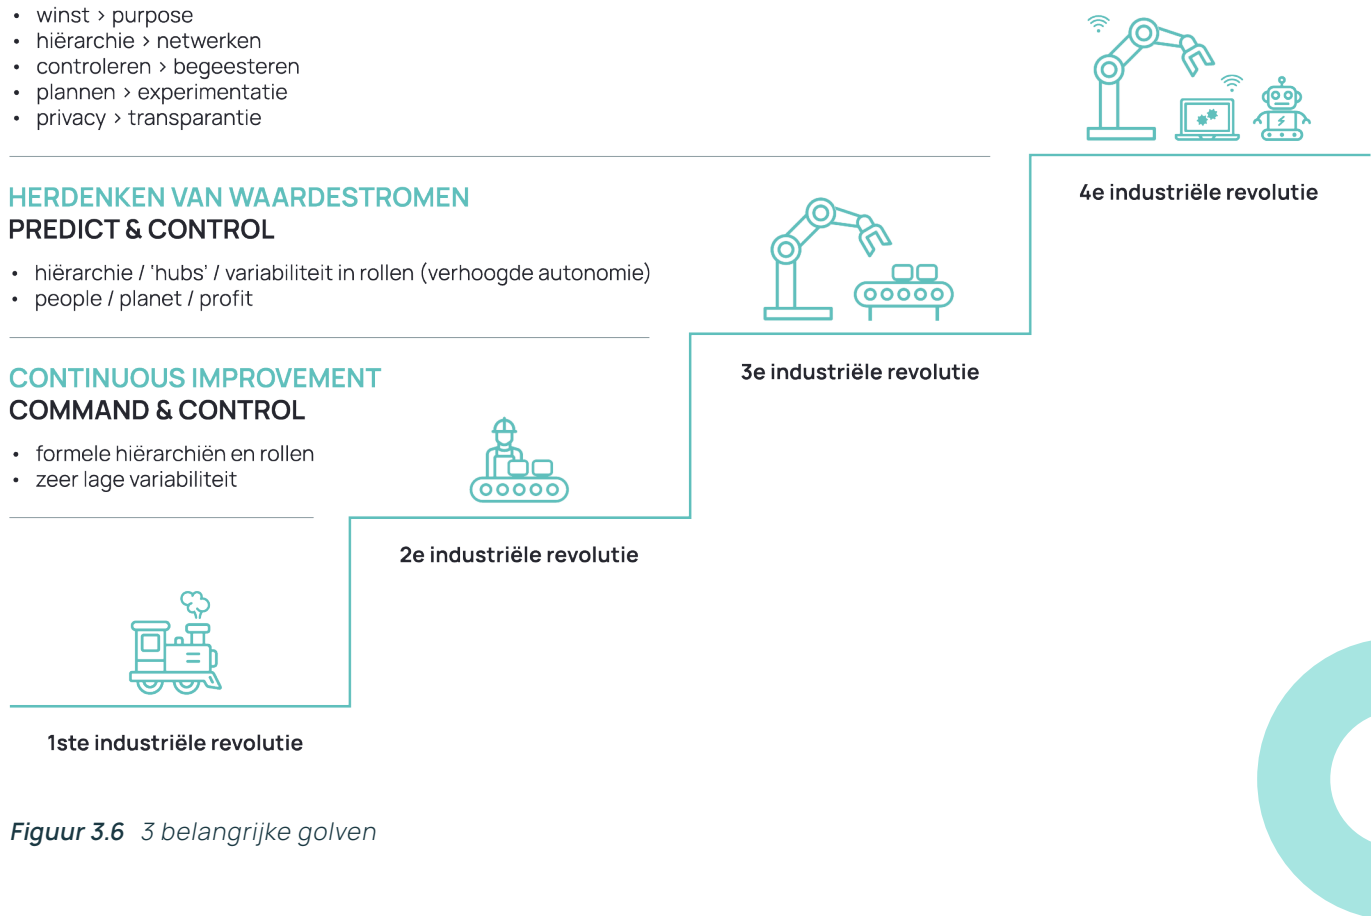 • winst > purpose
• hiërarchie > netwerken
• controleren > begeesteren
• plannen > experimentatie
• privacy > transparantie
4e industriële revolutie
HERDENKEN VAN WAARDESTROMEN
PREDICT & CONTROL
• hiërarchie / ‘hubs’ / variabiliteit in rollen (verhoogde autonomie)
• people / planet / profit
3e industriële revolutie
CONTINUOUS IMPROVEMENT
COMMAND & CONTROL
• formele hiërarchiën en rollen
• zeer lage variabiliteit
2e industriële revolutie
1ste industriële revolutie
Figuur 3.6 3 belangrijke golven